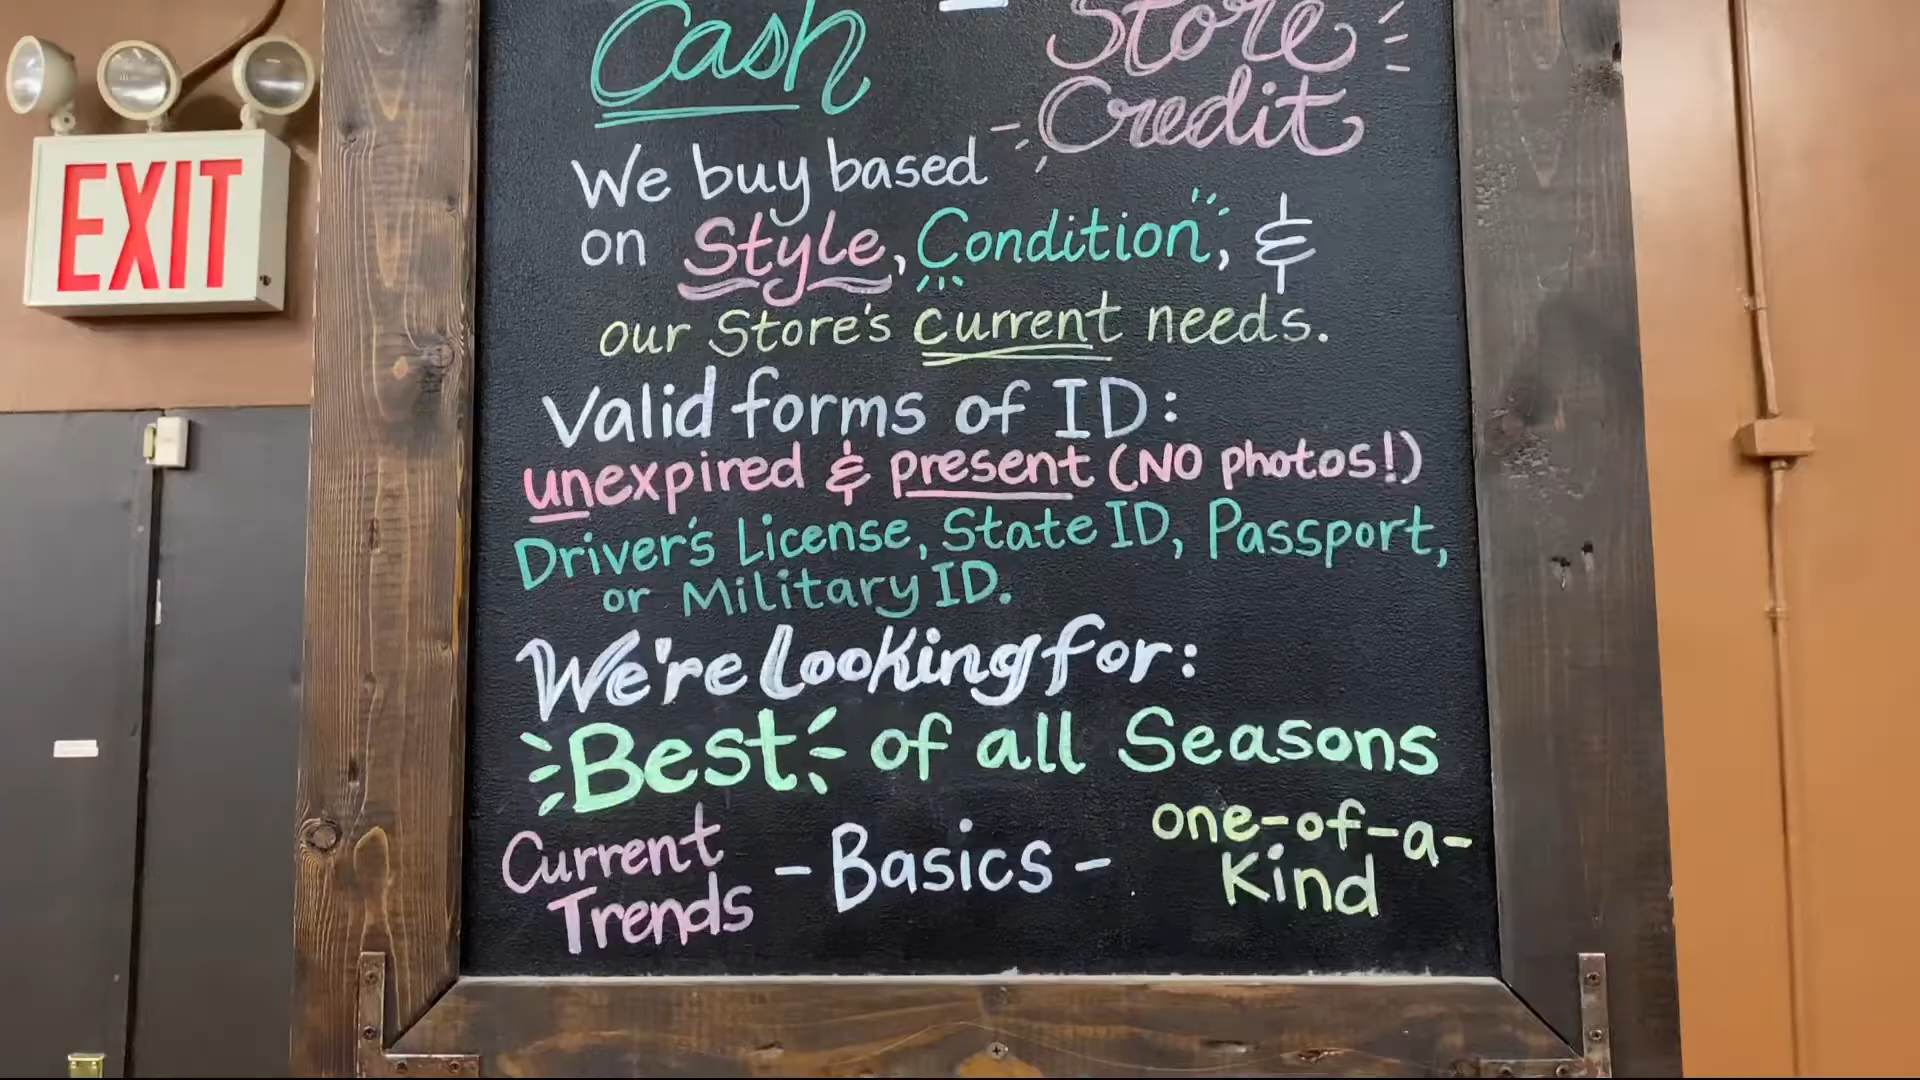 EXIT
Cash
Store
Credit
We buy based
on Style, Condition, &
our Store's current needs.
Valid forms of ID:
unexpired & present (NO photos!)
Driver's License, State ID, Passport,
or Military ID.
We're looking for:
Best of all Seasons
Current
Trends
- Basics -
one-of-a-
Kind